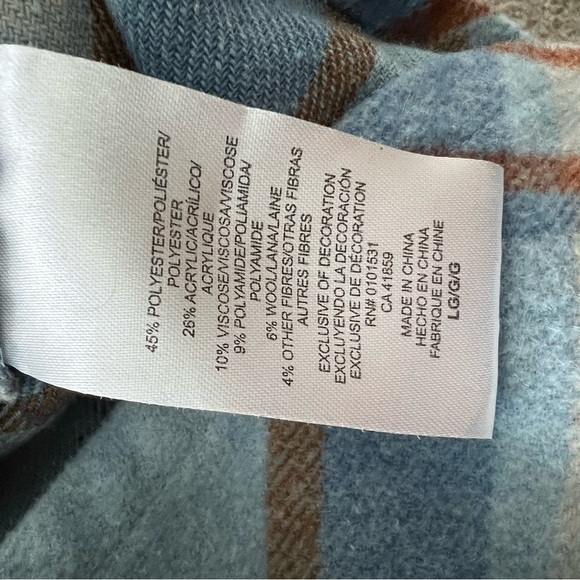 45% POLYESTER/POLIÉSTER/
POLYESTER
26% ACRYLIC/ACRÍLICO/
ACRYLIQUE
10% VISCOSE/VISCOSA/VISCOSE
9% POLYAMIDE/POLIAMIDA/
POLYAMIDE
6% WOOL/LANA/LAINE
4% OTHER FIBRES/OTRAS FIBRAS
AUTRES FIBRES
EXCLUSIVE OF DECORATION
EXCLUYENDO LA DECORACIÓN
EXCLUSIVE DE DÉCORATION
RN# 0101531
CA 41859
MADE IN CHINA
HECHO EN CHINA
FABRIQUE EN CHINE
LG/G/G